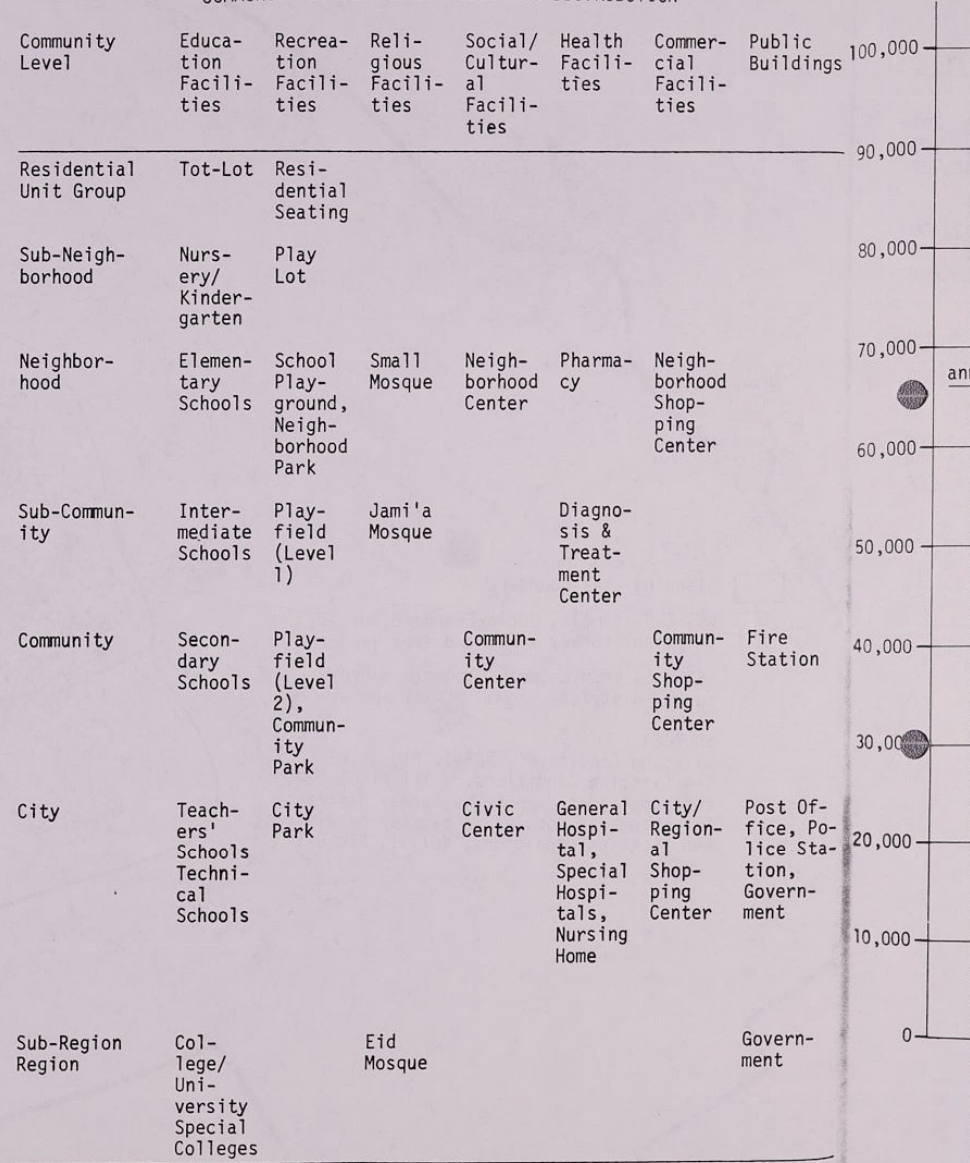 Community Educa- Recrea- Reli- Social/ Health Commer- Public
Level tion tion gious Cultur- Facili- cial Buildings
Facili- Facili- Facili- al ties Facili-
ties ties ties Facili- ties
ties
Residential Tot-Lot Resi-
Unit Group dential
Seating
Sub-Neigh- Nurs- Play
borhood ery/ Lot
Kinder-
garten
Neighbor- Elemen- School Small Neigh- Pharma- Neigh-
hood tary Play- Mosque borhood cy borhood
Schools ground, Center Shop-
Neigh- ping
borhood Center
Park
Sub-Commun- Inter- Play- Jami'a Diagno-
ity mediate field Mosque sis &
Schools (Level Treat-
1) ment
Center
Community Secon- Play- Commun- Commun- Fire
dary field ity ity Station
Schools (Level Center Shop-
2), ping
Commun- Center
ity
Park
City Teach- City Civic General City/ Post Of-
ers' Park Center Hospi- Region- fice, Po-
Schools tal, al lice Sta-
Techni- Special Shop- tion,
cal Hospi- ping Govern-
Schools tals, Center ment
Nursing
Home
Sub-Region Col- Eid Govern-
Region lege/ Mosque ment
Uni-
versity
Special
Colleges
100,000
90,000
80,000
70,000
ann
60,000
50,000
40,000
30,00
20,000
10,000
0